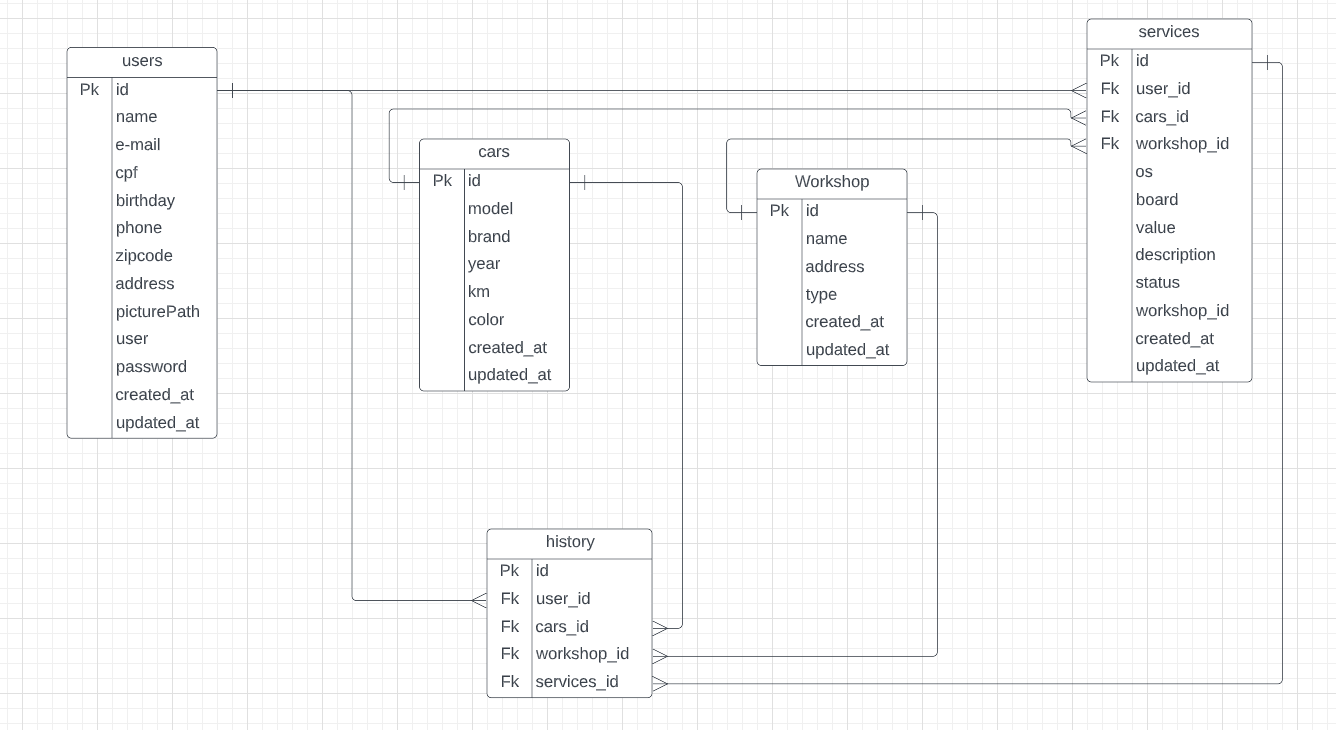 users
Pk id
name
e-mail
cpf
birthday
phone
zipcode
address
picturePath
user
password
created_at
updated_at
cars
Pk id
model
brand
year
km
color
created_at
updated_at
Workshop
Pk id
name
address
type
created_at
updated_at
services
Pk id
Fk user_id
Fk cars_id
Fk workshop_id
os
board
value
description
status
workshop_id
created_at
updated_at
history
Pk id
Fk user_id
Fk cars_id
Fk workshop_id
Fk services_id